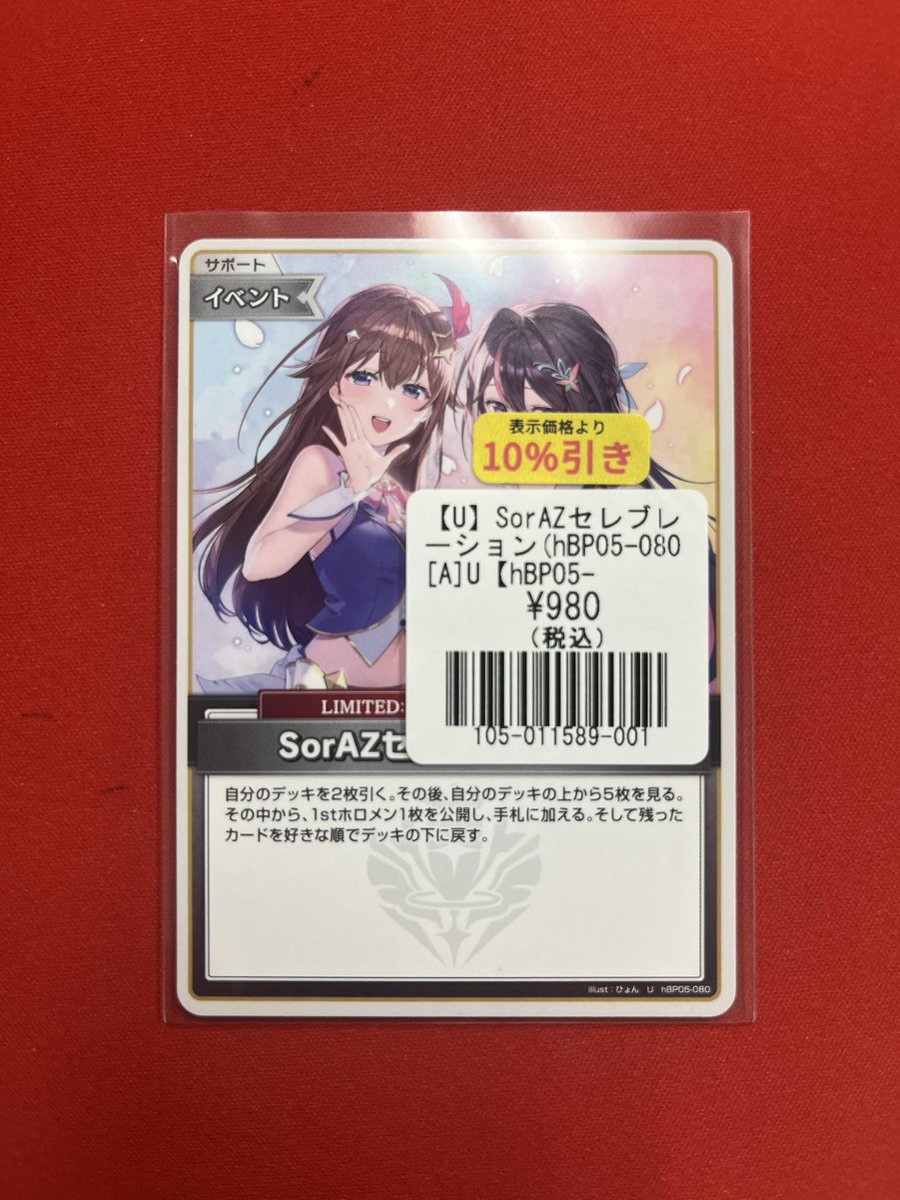 サポート
イベント
表示価格より
10%引き
【U】SorAZセレブレ
ーション(hBP05-080
[A]U【hBP05-
¥980
(税込)
105-011589-001
LIMITED:
SorAZセ
自分のデッキを2枚引く。その後、自分のデッキの上から5枚を見る。
その中から、1stホロメン1枚を公開し、手札に加える。そして残った
カードを好きな順でデッキの下に戻す。
illust:ひょん U hBP05-080